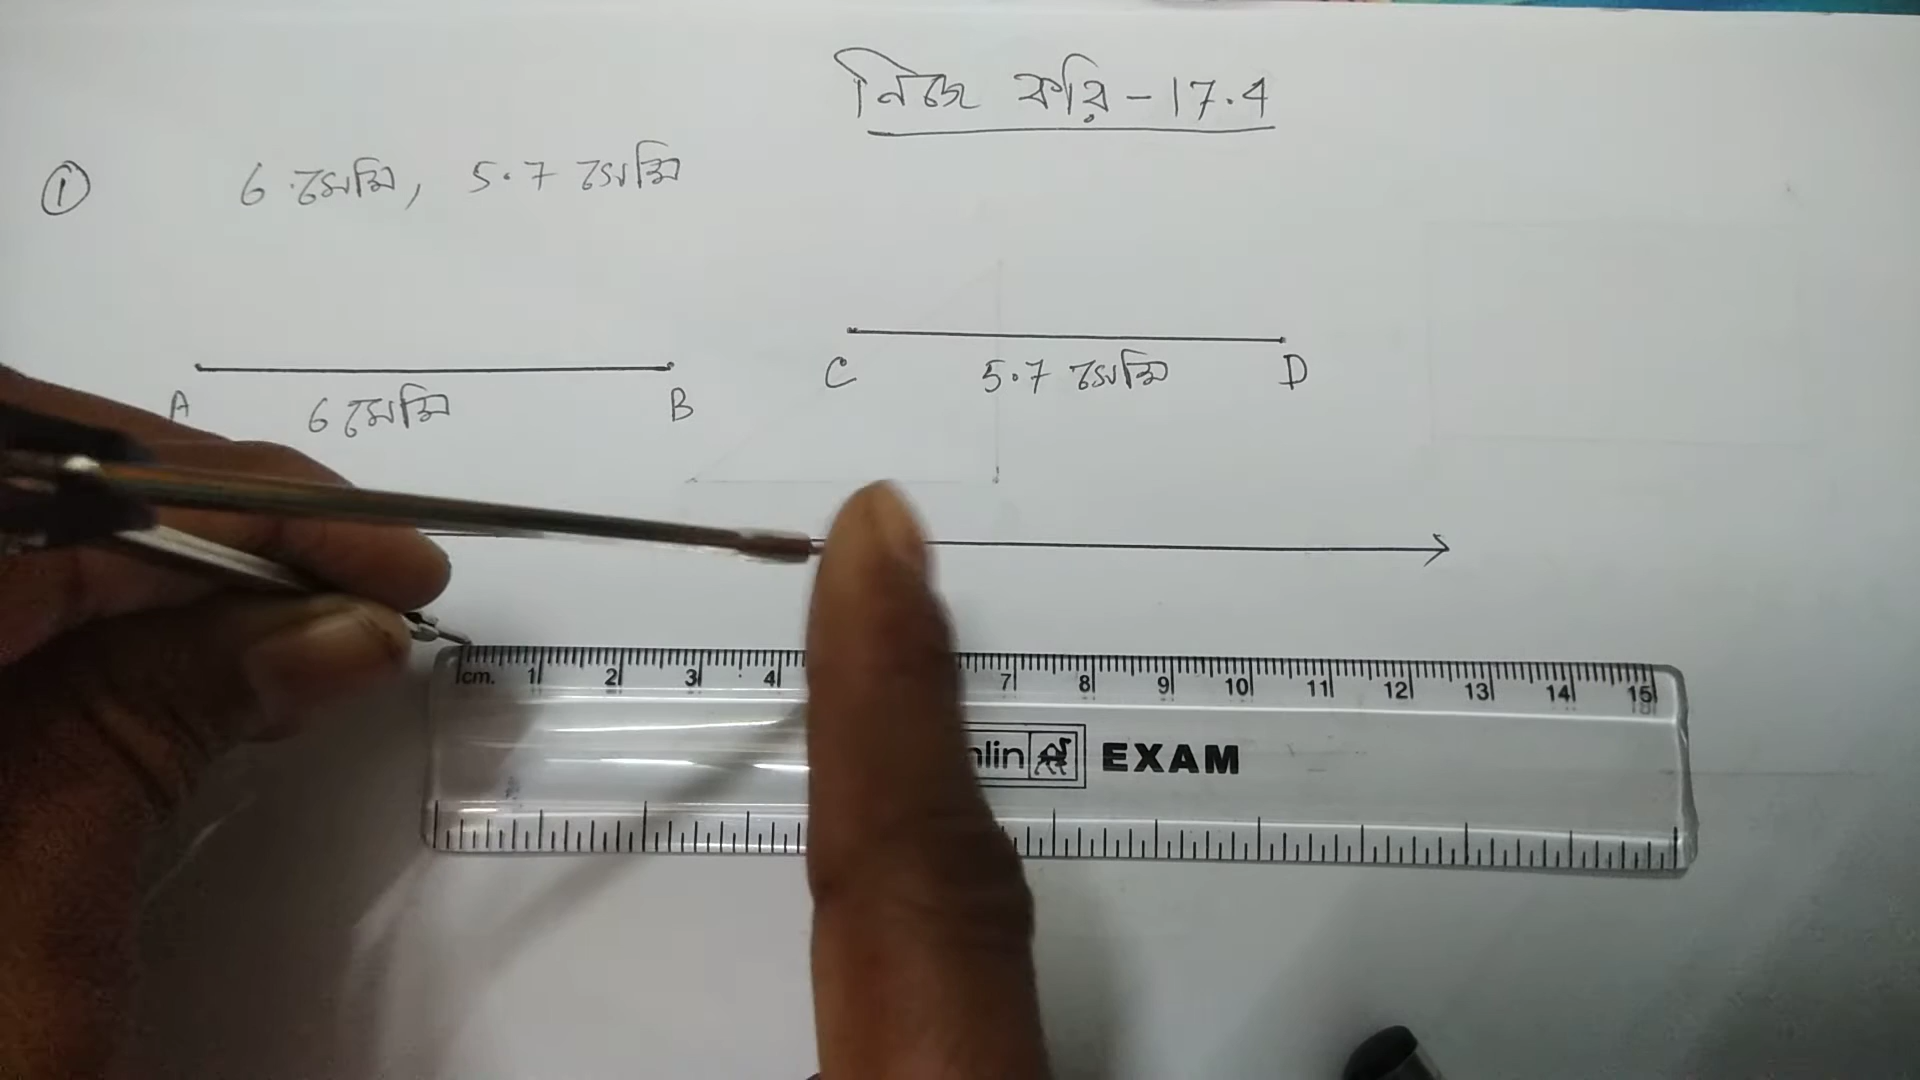 নিজে করি - 17.4
① 6 সেমি, 5.7 সেমি
C 5.7 সেমি D
A 6 সেমি B
cm. 1 2 3 4 7 8 9 10 11 12 13 14 15
lin EXAM